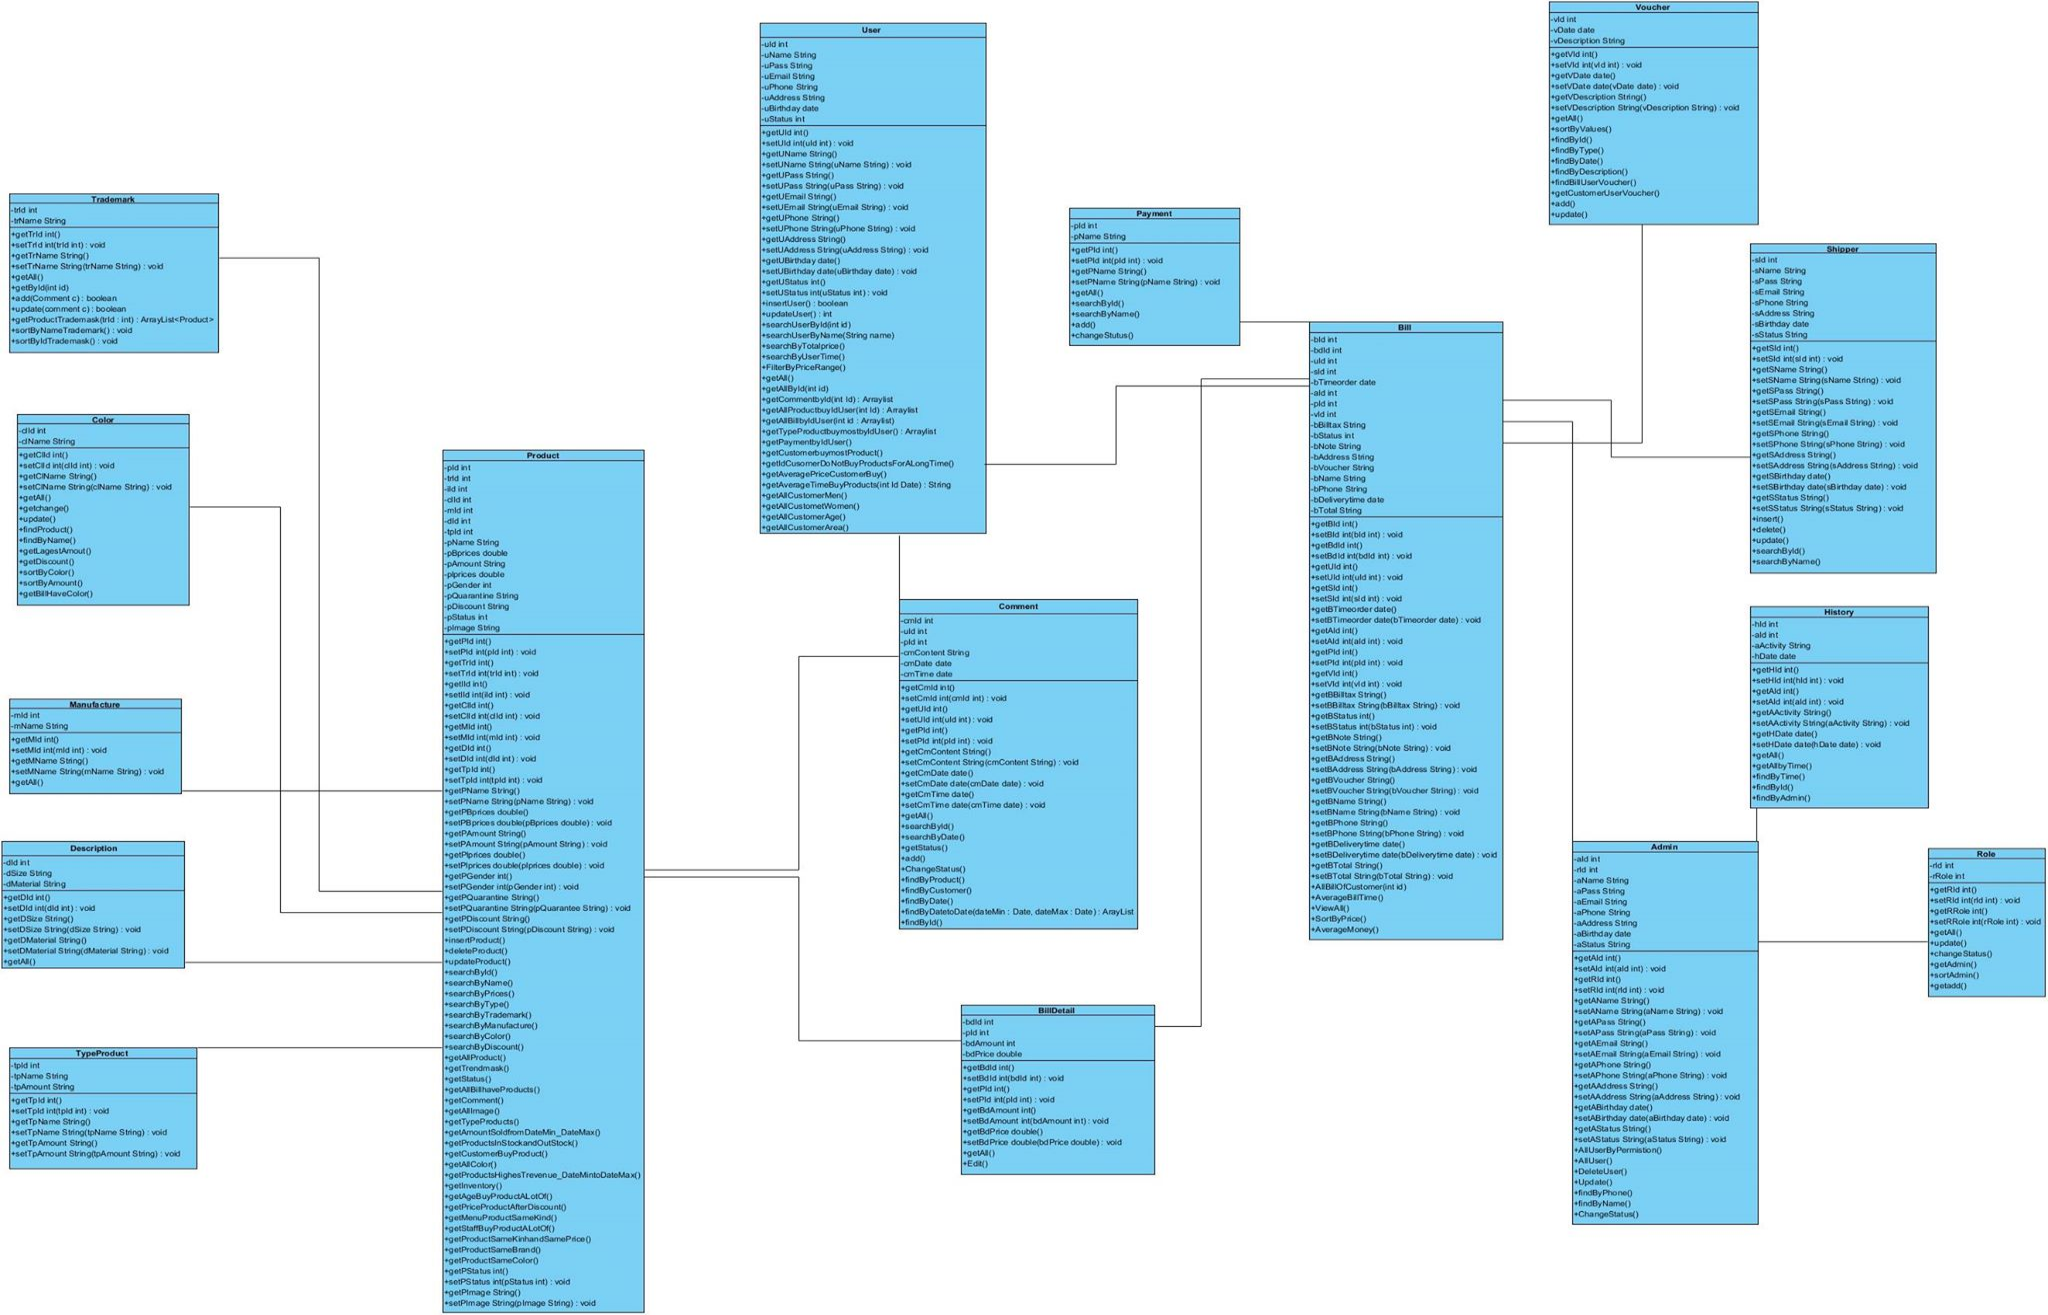 Voucher
-vId int
-vDate date
-vDescription String
+getVId int()
+setVId int(vId int) : void
+getVDate date()
+setVDate date(vDate date) : void
+getVDescription String()
+setVDescription String(vDescription String) : void
+getAll()
+sortByValues()
+findById()
+findByType()
+findByDate()
+findByDescription()
+findBillUserVoucher()
+getCustomerUserVoucher()
+add()
+update()
User
-uId int
-uName String
-uPass String
-uEmail String
-uPhone String
-uAddress String
-uBirthday date
-uStatus int
+getUId int()
+setUId int(uId int) : void
+getUName String()
+setUName String(uName String) : void
+getUPass String()
+setUPass String(uPass String) : void
+getUEmail String()
+setUEmail String(uEmail String) : void
+getUPhone String()
+setUPhone String(uPhone String) : void
+getUAddress String()
+setUAddress String(uAddress String) : void
+getUBirthday date()
+setUBirthday date(uBirthday date) : void
+getUStatus int()
+setUStatus int(uStatus int) : void
+insertUser() : boolean
+updateUser() : int
+searchUserById(int id)
+searchUserByName(String name)
+searchByTotalprice()
+searchByUserTime()
+FilterByPriceRange()
+getAll()
+getAllById(int id)
+getCommentbyId(int Id) : Arraylist
+getAllProductbuyIdUser(int Id) : Arraylist
+getAllBillbyIdUser(int id : Arraylist)
+getTypeProductbuymostbyIdUser() : Arraylist
+getPaymentbyIdUser()
+getCustomerbuymostProduct()
+getIdCusomerDoNotBuyProductsForALongTime()
+getAveragePriceCustomerBuy()
+getAverageTimeBuyProducts(int Id Date) : String
+getAllCustomerMen()
+getAllCustometWomen()
+getAllCustomerAge()
+getAllCustomerArea()
Trademark
-trId int
-trName String
+getTrId int()
+setTrId int(trId int) : void
+getTrName String()
+setTrName String(trName String) : void
+getAll()
+getById(int id)
+add(Comment c) : boolean
+update(comment c) : boolean
+getProductTrademask(trId : int) : ArrayList<Product>
+sortByNameTrademark() : void
+sortByIdTrademask() : void
Payment
-pId int
-pName String
+getPId int()
+setPId int(pId int) : void
+getPName String()
+setPName String(pName String) : void
+getAll()
+searchById()
+searchByName()
+add()
+changeStutus()
Shipper
-sId int
-sName String
-sPass String
-sEmail String
-sPhone String
-sAddress String
-sBirthday date
-sStatus String
+getSId int()
+setSId int(sId int) : void
+getSName String()
+setSName String(sName String) : void
+getSPass String()
+setSPass String(sPass String) : void
+getSEmail String()
+setSEmail String(sEmail String) : void
+getSPhone String()
+setSPhone String(sPhone String) : void
+getSAddress String()
+setSAddress String(sAddress String) : void
+getSBirthday date()
+setSBirthday date(sBirthday date) : void
+getSStatus String()
+setSStatus String(sStatus String) : void
+insert()
+delete()
+update()
+searchById()
+searchByName()
Bill
-bId int
-bdId int
-uId int
-sId int
-bTimeorder date
-aId int
-pId int
-vId int
-bBilltax String
-bStatus int
-bNote String
-bAddress String
-bVoucher String
-bName String
-bPhone String
-bDeliverytime date
-bTotal String
+getBId int()
+setBId int(bId int) : void
+getBdId int()
+setBdId int(bdId int) : void
+getUId int()
+setUId int(uId int) : void
+getSId int()
+setSId int(sId int) : void
+getBTimeorder date()
+setBTimeorder date(bTimeorder date) : void
+getAId int()
+setAId int(aId int) : void
+getPId int()
+setPId int(pId int) : void
+getVId int()
+setVId int(vId int) : void
+getBBilltax String()
+setBBilltax String(bBilltax String) : void
+getBStatus int()
+setBStatus int(bStatus int) : void
+getBNote String()
+setBNote String(bNote String) : void
+getBAddress String()
+setBAddress String(bAddress String) : void
+getBVoucher String()
+setBVoucher String(bVoucher String) : void
+getBName String()
+setBName String(bName String) : void
+getBPhone String()
+setBPhone String(bPhone String) : void
+getBDeliverytime date()
+setBDeliverytime date(bDeliverytime date) : void
+getBTotal String()
+setBTotal String(bTotal String) : void
+AllBillOfCustomer(int id)
+AverageBillTime()
+ViewAll()
+SortByPrice()
+AverageMoney()
Color
-clId int
-clName String
+getClId int()
+setClId int(clId int) : void
+getClName String()
+setClName String(clName String) : void
+getAll()
+getchange()
+update()
+findProduct()
+findByName()
+getLagestAmout()
+getDiscount()
+sortByColor()
+sortByAmount()
+getBillHaveColor()
Product
-pId int
-trId int
-iId int
-clId int
-mId int
-dId int
-tpId int
-pName String
-pBprices double
-pAmount String
-pIprices double
-pGender int
-pQuarantine String
-pDiscount String
-pStatus int
-pImage String
+getPId int()
+setPid int(pId int) : void
+getTrId int()
+setTrId int(trId int) : void
+getIId int()
+setIId int(iId int) : void
+getClId int()
+setClId int(clId int) : void
+getMId int()
+setMId int(mId int) : void
+getDId int()
+setDId int(dId int) : void
+getTpId int()
+setTpId int(tpId int) : void
+getPName String()
+setPName String(pName String) : void
+getPBprices double()
+setPBprices double(pBprices double) : void
+getPAmount String()
+setPAmount String(pAmount String) : void
+getPIprices double()
+setPIprices double(pIprices double) : void
+getPGender int()
+setPGender int(pGender int) : void
+getPQuarantine String()
+setPQuarantine String(pQuarantee String) : void
+getPDiscount String()
+setPDiscount String(pDiscount String) : void
+insertProduct()
+deleteProduct()
+updateProduct()
+searchById()
+searchByName()
+searchByPrices()
+searchByType()
+searchByTrademark()
+searchByManufacture()
+searchByColor()
+searchByDiscount()
+getAllProduct()
+getTrendmask()
+getStatus()
+getAllBillhaveProducts()
+getComment()
+getAllImage()
+getTypeProducts()
+getAmountSoldfromDateMin_DateMax()
+getProductsInStockandOutStock()
+getCustomerBuyProduct()
+getAllColor()
+getProductsHighesTrevenue_DateMintoDateMax()
+getInventory()
+getAgeBuyProductALotOf()
+getPriceProductAfterDiscount()
+getMenuProductSameKind()
+getStaffBuyProductALotOf()
+getProductSameKinhandSamePrice()
+getProductSameBrand()
+getProductSameColor()
+getPStatus int()
+setPStatus int(pStatus int) : void
+getPImage String()
+setPImage String(pImage String) : void
Comment
-cmId int
-uId int
-pId int
-cmContent String
-cmDate date
-cmTime date
+getCmId int()
+setCmId int(cmId int) : void
+getUId int()
+setUId int(uId int) : void
+getPId int()
+setPId int(pId int) : void
+getCmContent String()
+setCmContent String(cmContent String) : void
+getCmDate date()
+setCmDate date(cmDate date) : void
+getCmTime date()
+setCmTime date(cmTime date) : void
+getAll()
+searchById()
+searchByDate()
+getStatus()
+add()
+ChangeStatus()
+findByProduct()
+findByCustomer()
+findByDate()
+findByDatetoDate(dateMin : Date, dateMax : Date) : ArayList
+findById()
History
-hId int
-aId int
-aActivity String
-hDate date
+getHId int()
+setHId int(hId int) : void
+getAId int()
+setAId int(aId int) : void
+getAActivity String()
+setAActivity String(aActivity String) : void
+getHDate date()
+setHDate date(hDate date) : void
+getAll()
+getAllbyTime()
+findByTime()
+findById()
+findByAdmin()
Manufacture
-mId int
-mName String
+getMId int()
+setMId int(mId int) : void
+getMName String()
+setMName String(mName String) : void
+getAll()
Description
-dId int
-dSize String
-dMaterial String
+getDId int()
+setDId int(dId int) : void
+getDSize String()
+setDSize String(dSize String) : void
+getDMaterial String()
+setDMaterial String(dMaterial String) : void
+getAll()
Admin
-aId int
-rId int
-aName String
-aPass String
-aEmail String
-aPhone String
-aAddress String
-aBirthday date
-aStatus String
+getAId int()
+setAId int(aId int) : void
+getRId int()
+setRId int(rId int) : void
+getAName String()
+setAName String(aName String) : void
+getAPass String()
+setAPass String(aPass String) : void
+getAEmail String()
+setAEmail String(aEmail String) : void
+getAPhone String()
+setAPhone String(aPhone String) : void
+getAAddress String()
+setAAddress String(aAddress String) : void
+getABirthday date()
+setABirthday date(aBirthday date) : void
+getAStatus String()
+setAStatus String(aStatus String) : void
+AllUserByPermistion()
+AllUser()
+DeleteUser()
+Update()
+findByPhone()
+findByName()
+ChangeStatus()
Role
-rId int
-rRole int
+getRId int()
+setRId int(rId int) : void
+getRRole int()
+setRRole int(rRole int) : void
+getAll()
+update()
+changeStatus()
+getAdmin()
+sortAdmin()
+getadd()
BillDetail
-bdId int
-pId int
-bdAmount int
-bdPrice double
+getBdId int()
+setBdId int(bdId int) : void
+getPId int()
+setPId int(pId int) : void
+getBdAmount int()
+setBdAmount int(bdAmount int) : void
+getBdPrice double()
+setBdPrice double(bdPrice double) : void
+getAll()
+Edit()
TypeProduct
-tpId int
-tpName String
-tpAmount String
+getTpId int()
+setTpId int(tpId int) : void
+getTpName String()
+setTpName String(tpName String) : void
+getTpAmount String()
+setTpAmount String(tpAmount String) : void